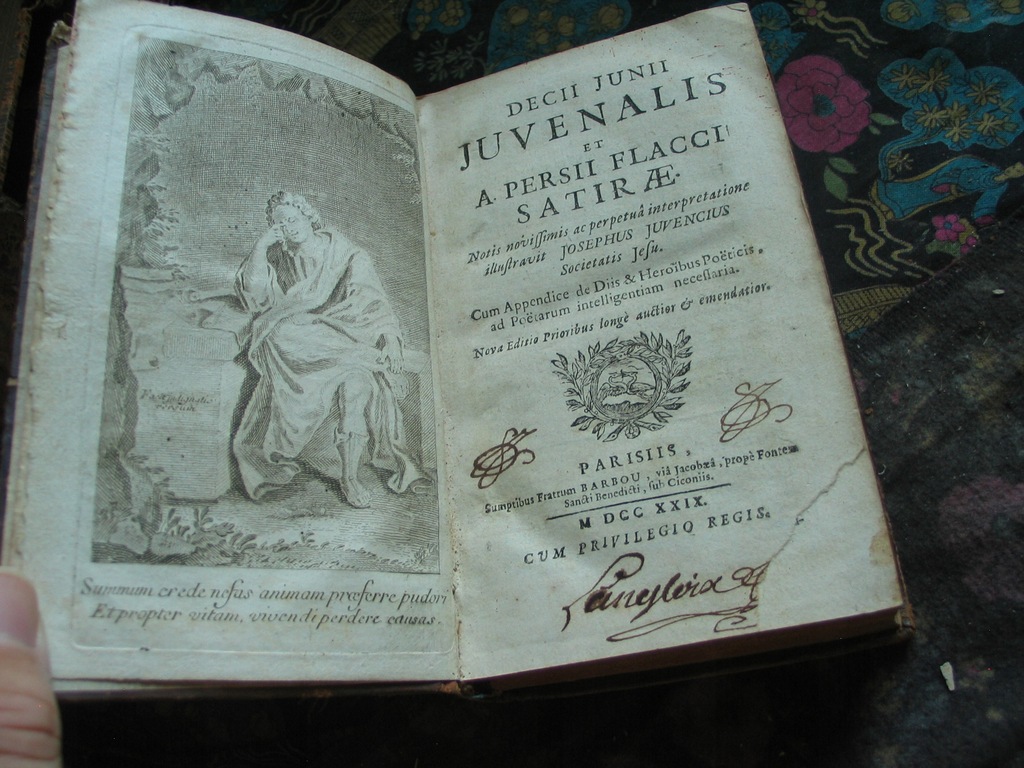 Summum crede nefas animam præferre pudori
Et propter vitam, vivendi perdere causas.
DECII JUNII
JUVENALIS
ET
A. PERSII FLACCI
SATIRÆ.
Notis novissimis ac perpetuâ interpretatione
illustravit JOSEPHUS JUVENCIUS
Societatis Jesu.
Cum Appendice de Diis & Heroïbus Poëticis,
ad Poëtarum intelligentiam necessaria.
Nova Editio Prioribus longè auctior & emendatior.
PARISIIS,
Sumptibus Fratrum BARBOU, viâ Jacobæâ, propè Fontem
Sancti Benedicti, sub Ciconiis.
M DCC XXIX.
CUM PRIVILEGIO REGIS.